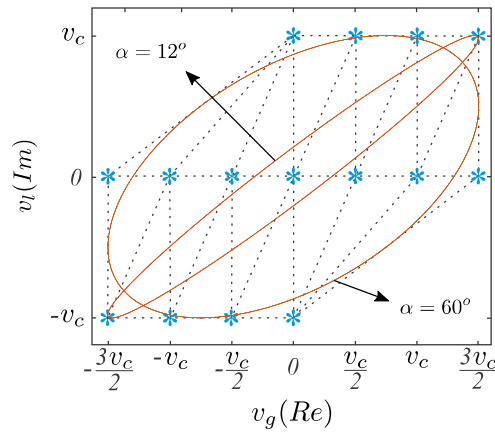 v_c
α = 12^o
v_l(Im)
0
α = 60^o
-v_c
-3v_c/2 -v_c -v_c/2 0 v_c/2 v_c 3v_c/2
v_g(Re)